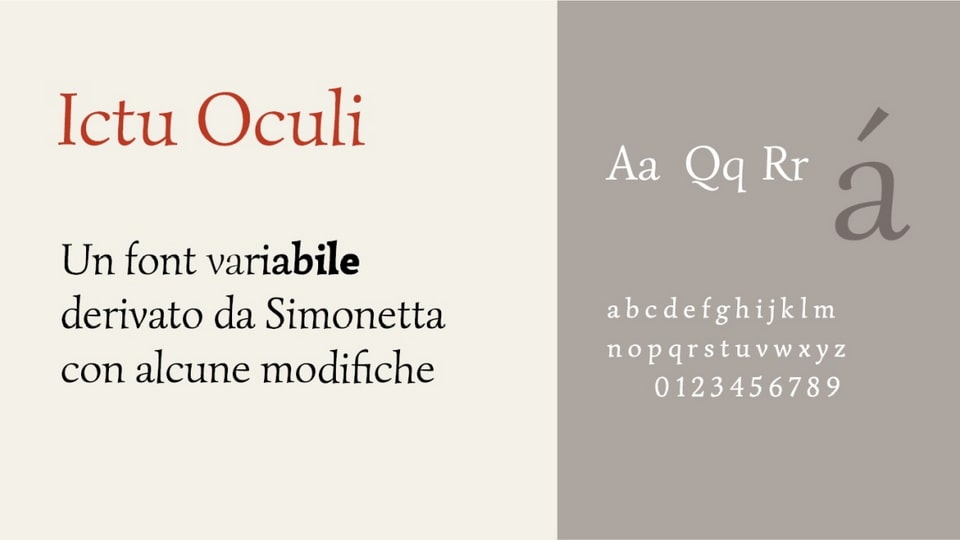 Ictu Oculi
Un font variabile
derivato da Simonetta
con alcune modifiche
Aa Qq Rr
á
a b c d e f g h i j k l m
n o p q r s t u v w x y z
0 1 2 3 4 5 6 7 8 9